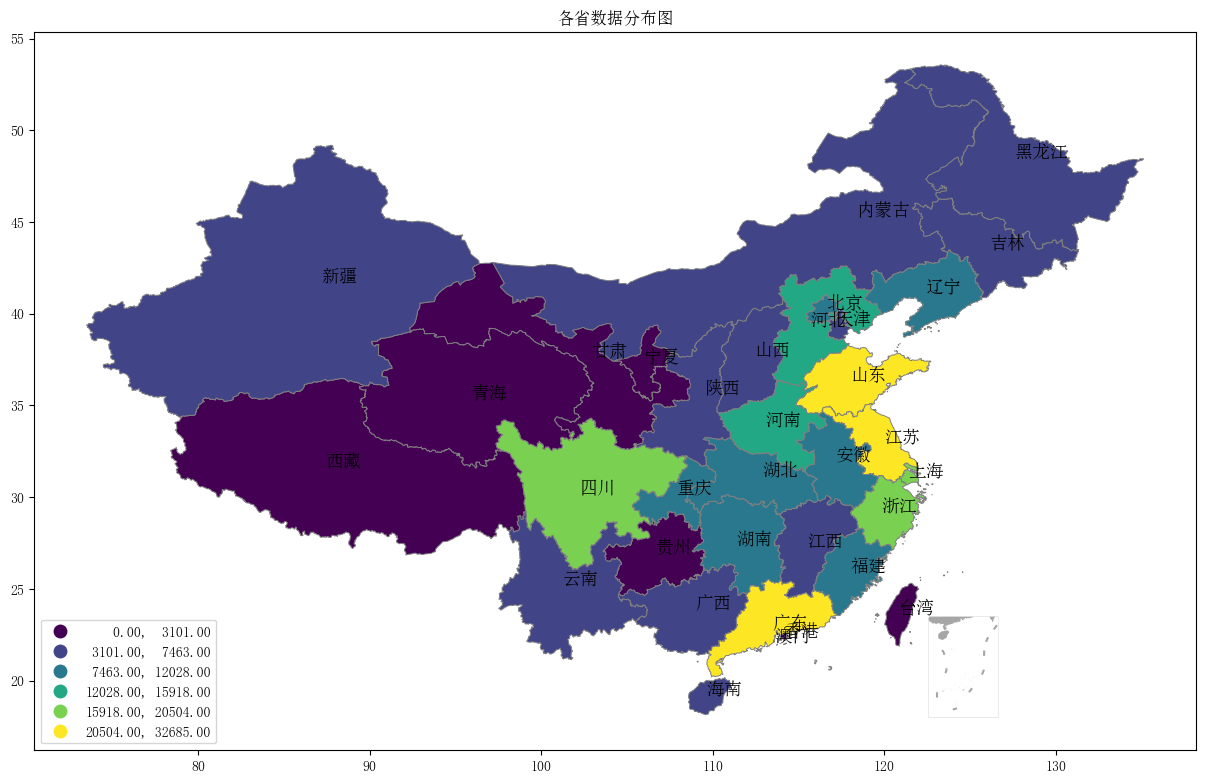 各省数据分布图
55
50
45
40
35
30
25
20
80
90
100
110
120
130
黑龙江
内蒙古
吉林
新疆
辽宁
北京
河北
天津
甘肃
宁夏
山西
山东
青海
陕西
河南
江苏
西藏
安徽
上海
四川
重庆
湖北
浙江
贵州
湖南
江西
福建
云南
广西
台湾
广东
香港
澳门
海南
0.00, 3101.00
3101.00, 7463.00
7463.00, 12028.00
12028.00, 15918.00
15918.00, 20504.00
20504.00, 32685.00